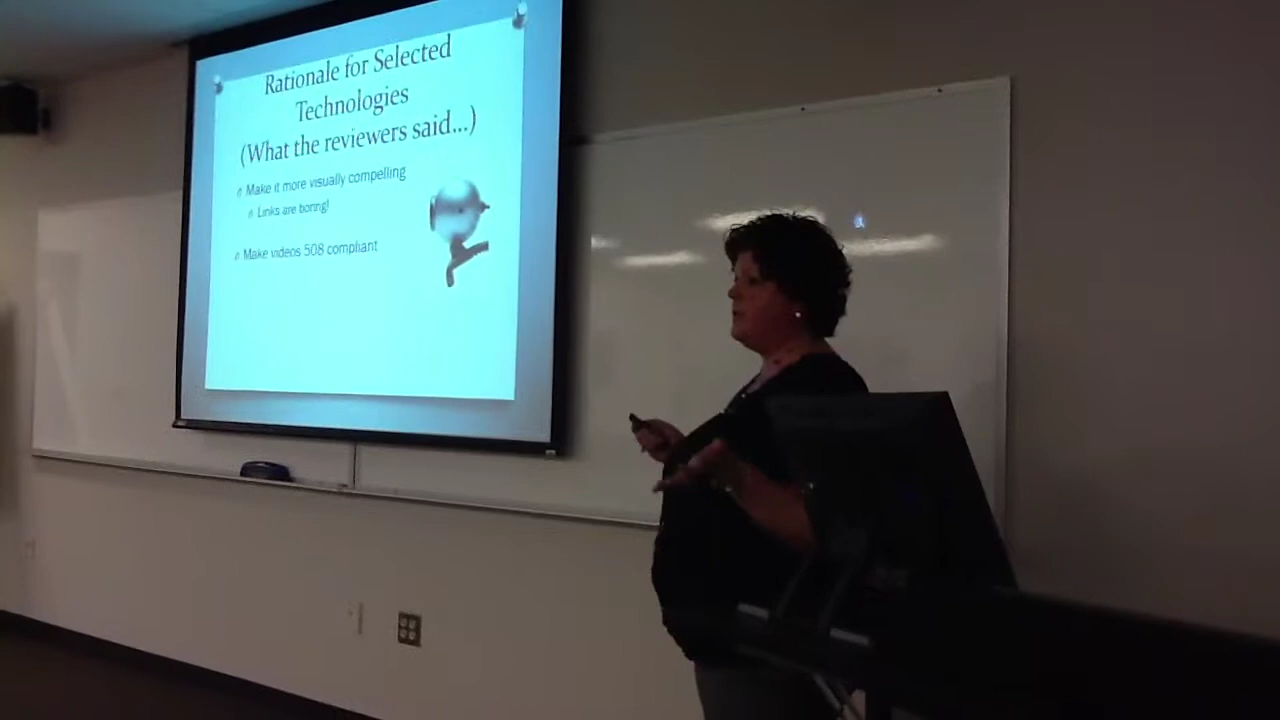 Rationale for Selected
Technologies
(What the reviewers said...)
Make it more visually compelling
Links are boring!
Make videos 508 compliant